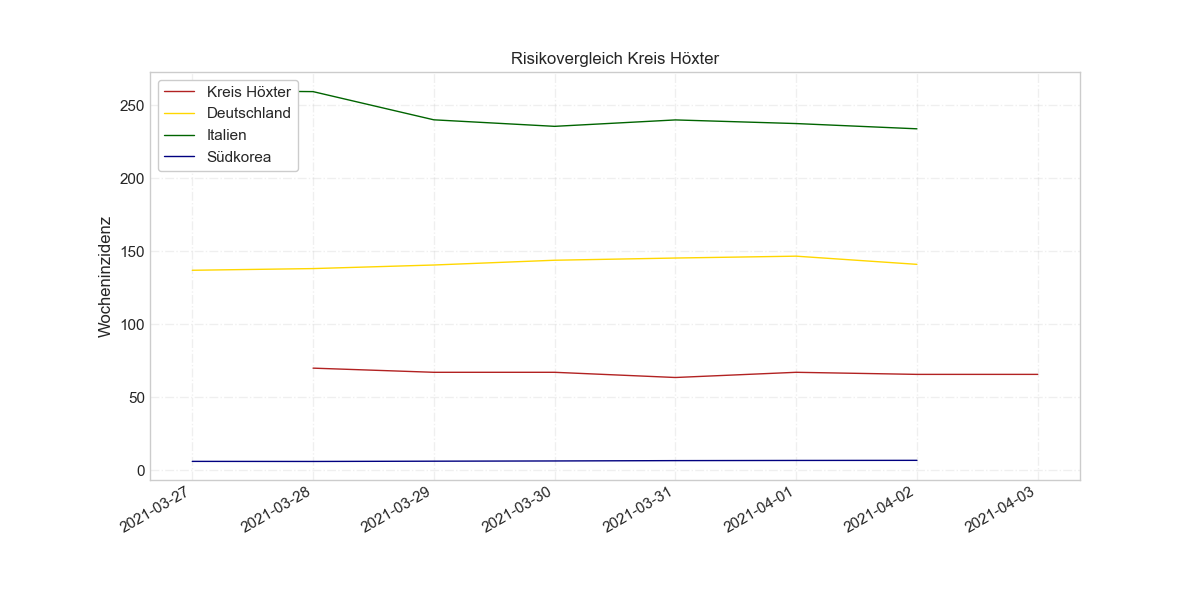 Risikovergleich Kreis Höxter
Kreis Höxter
Deutschland
Italien
Südkorea
Wocheninzidenz
250
200
150
100
50
0
2021-03-27
2021-03-28
2021-03-29
2021-03-30
2021-03-31
2021-04-01
2021-04-02
2021-04-03